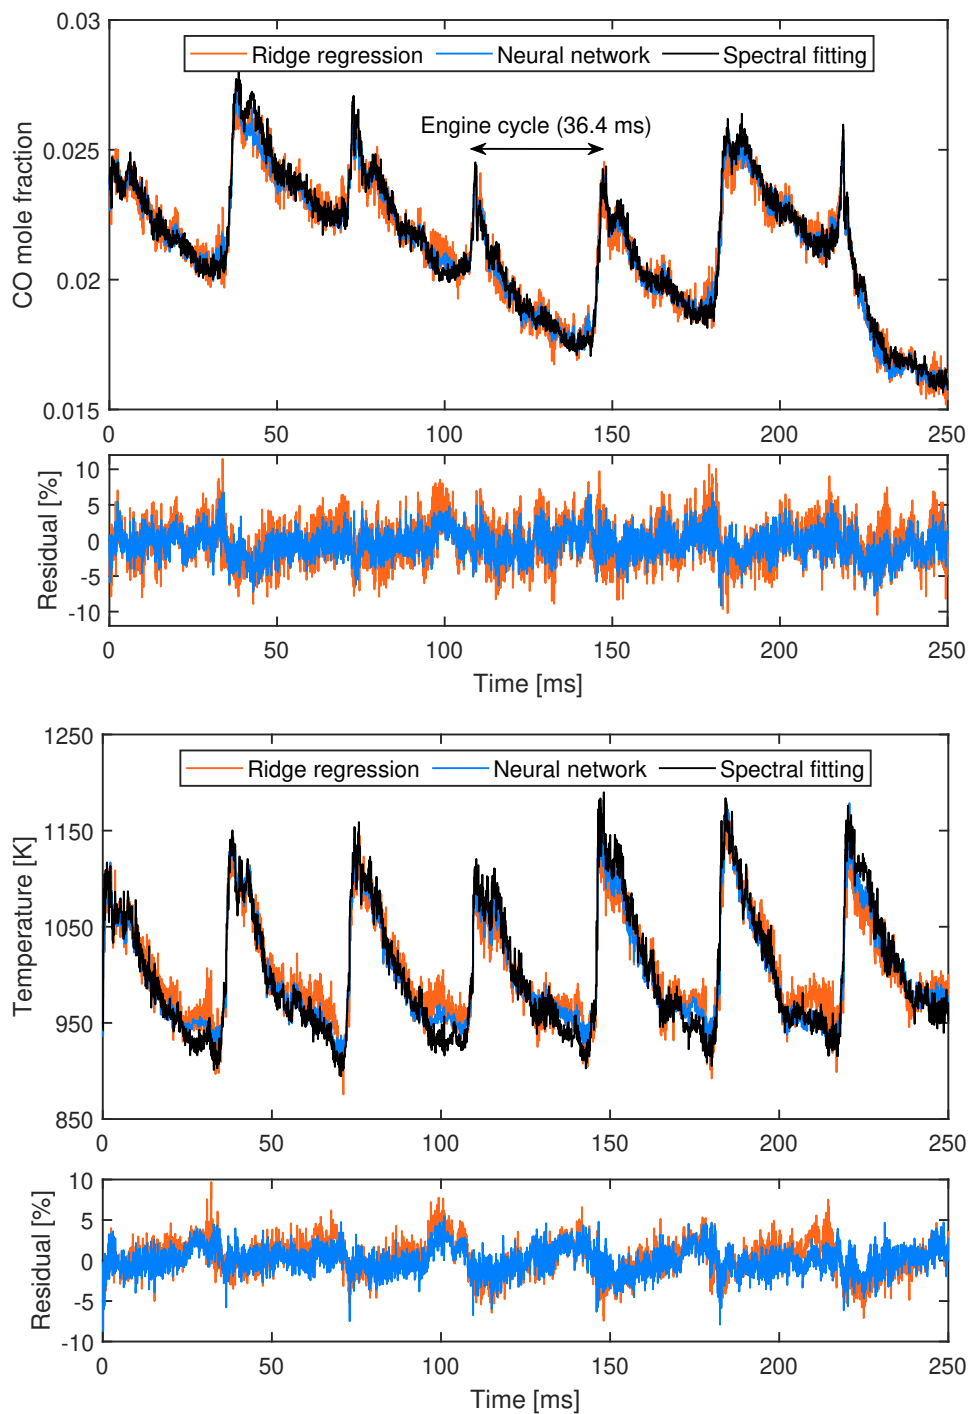 0.03
Ridge regression Neural network Spectral fitting
Engine cycle (36.4 ms)
0.025
CO mole fraction
0.02
0.015
0 50 100 150 200 250
10
5
0
-5
-10
Residual [%]
0 50 100 150 200 250
Time [ms]
1250
Ridge regression Neural network Spectral fitting
1150
Temperature [K]
1050
950
850
0 50 100 150 200 250
10
5
0
-5
-10
Residual [%]
0 50 100 150 200 250
Time [ms]